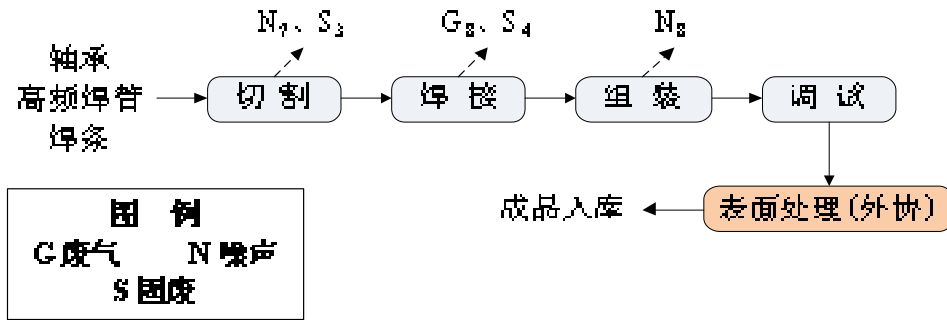 N₇、S₃
G₈、S₄
N₈
轴承
高频焊管
焊条
切割
焊接
组装
调试
表面处理(外协)
成品入库
图 例
G废气 N噪声
S固废